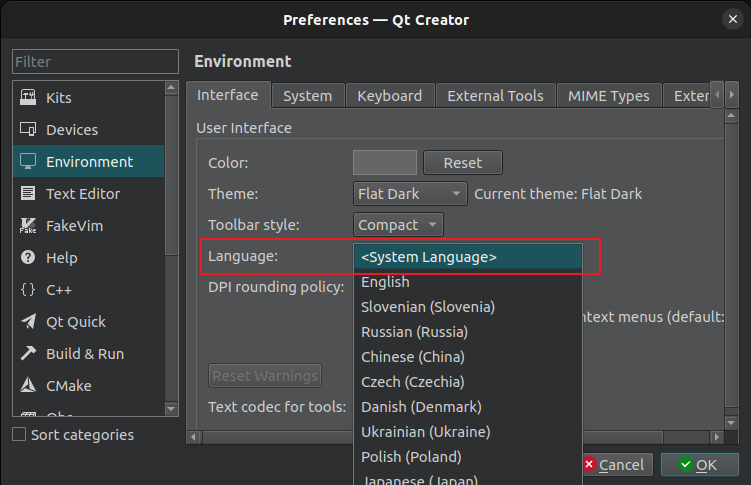 Preferences — Qt Creator
Filter
Kits
Devices
Environment
Text Editor
FakeVim
Help
C++
Qt Quick
Build & Run
CMake
Sort categories
Environment
Interface System Keyboard External Tools MIME Types Exter
User Interface
Color: Reset
Theme: Flat Dark Current theme: Flat Dark
Toolbar style: Compact
Language: <System Language>
English
DPI rounding policy:
Slovenian (Slovenia)
Russian (Russia)
ntext menus (default:
Chinese (China)
Reset Warnings
Czech (Czechia)
Text codec for tools:
Danish (Denmark)
Ukrainian (Ukraine)
Polish (Poland)
Japanese (Japan)
Cancel OK